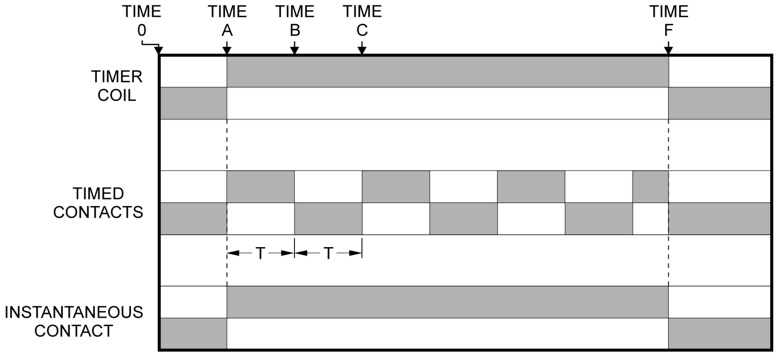 TIME 0
TIME A
TIME B
TIME C
TIME F
TIMER COIL
TIMED CONTACTS
T
T
INSTANTANEOUS CONTACT